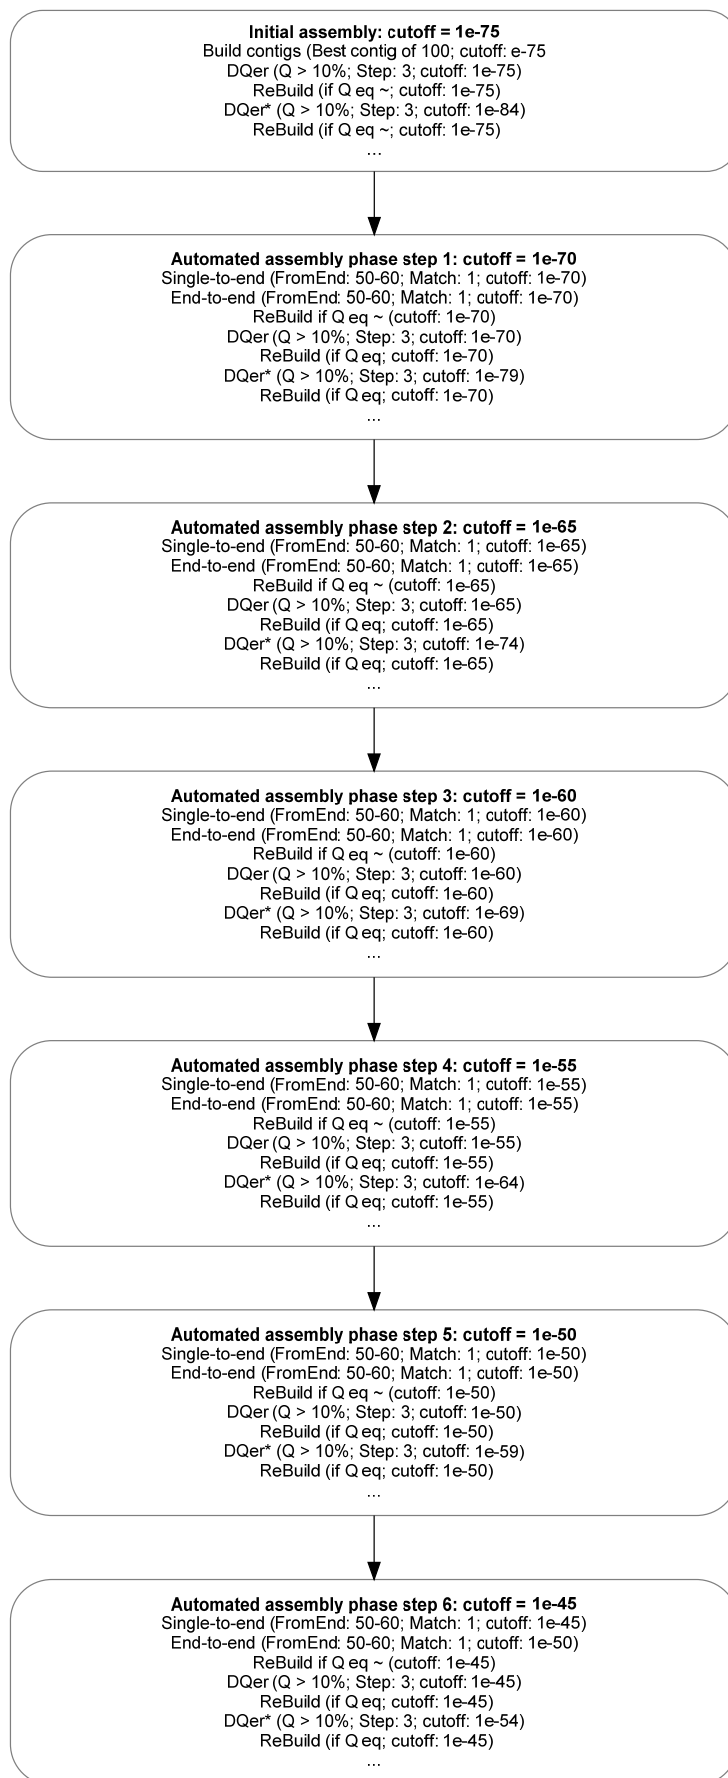 Initial assembly: cutoff = 1e-75
Build contigs (Best contig of 100; cutoff: e-75
DQer (Q > 10%; Step: 3; cutoff: 1e-75)
ReBuild (if Q eq ~; cutoff: 1e-75)
DQer* (Q > 10%; Step: 3; cutoff: 1e-84)
ReBuild (if Q eq ~; cutoff: 1e-75)
...
Automated assembly phase step 1: cutoff = 1e-70
Single-to-end (FromEnd: 50-60; Match: 1; cutoff: 1e-70)
End-to-end (FromEnd: 50-60; Match: 1; cutoff: 1e-70)
ReBuild if Q eq ~ (cutoff: 1e-70)
DQer (Q > 10%; Step: 3; cutoff: 1e-70)
ReBuild (if Q eq; cutoff: 1e-70)
DQer* (Q > 10%; Step: 3; cutoff: 1e-79)
ReBuild (if Q eq; cutoff: 1e-70)
...
Automated assembly phase step 2: cutoff = 1e-65
Single-to-end (FromEnd: 50-60; Match: 1; cutoff: 1e-65)
End-to-end (FromEnd: 50-60; Match: 1; cutoff: 1e-65)
ReBuild if Q eq ~ (cutoff: 1e-65)
DQer (Q > 10%; Step: 3; cutoff: 1e-65)
ReBuild (if Q eq; cutoff: 1e-65)
DQer* (Q > 10%; Step: 3; cutoff: 1e-74)
ReBuild (if Q eq; cutoff: 1e-65)
...
Automated assembly phase step 3: cutoff = 1e-60
Single-to-end (FromEnd: 50-60; Match: 1; cutoff: 1e-60)
End-to-end (FromEnd: 50-60; Match: 1; cutoff: 1e-60)
ReBuild if Q eq ~ (cutoff: 1e-60)
DQer (Q > 10%; Step: 3; cutoff: 1e-60)
ReBuild (if Q eq; cutoff: 1e-60)
DQer* (Q > 10%; Step: 3; cutoff: 1e-69)
ReBuild (if Q eq; cutoff: 1e-60)
...
Automated assembly phase step 4: cutoff = 1e-55
Single-to-end (FromEnd: 50-60; Match: 1; cutoff: 1e-55)
End-to-end (FromEnd: 50-60; Match: 1; cutoff: 1e-55)
ReBuild if Q eq ~ (cutoff: 1e-55)
DQer (Q > 10%; Step: 3; cutoff: 1e-55)
ReBuild (if Q eq; cutoff: 1e-55)
DQer* (Q > 10%; Step: 3; cutoff: 1e-64)
ReBuild (if Q eq; cutoff: 1e-55)
...
Automated assembly phase step 5: cutoff = 1e-50
Single-to-end (FromEnd: 50-60; Match: 1; cutoff: 1e-50)
End-to-end (FromEnd: 50-60; Match: 1; cutoff: 1e-50)
ReBuild if Q eq ~ (cutoff: 1e-50)
DQer (Q > 10%; Step: 3; cutoff: 1e-50)
ReBuild (if Q eq; cutoff: 1e-50)
DQer* (Q > 10%; Step: 3; cutoff: 1e-59)
ReBuild (if Q eq; cutoff: 1e-50)
...
Automated assembly phase step 6: cutoff = 1e-45
Single-to-end (FromEnd: 50-60; Match: 1; cutoff: 1e-45)
End-to-end (FromEnd: 50-60; Match: 1; cutoff: 1e-50)
ReBuild if Q eq ~ (cutoff: 1e-45)
DQer (Q > 10%; Step: 3; cutoff: 1e-45)
ReBuild (if Q eq; cutoff: 1e-45)
DQer* (Q > 10%; Step: 3; cutoff: 1e-54)
ReBuild (if Q eq; cutoff: 1e-45)
...